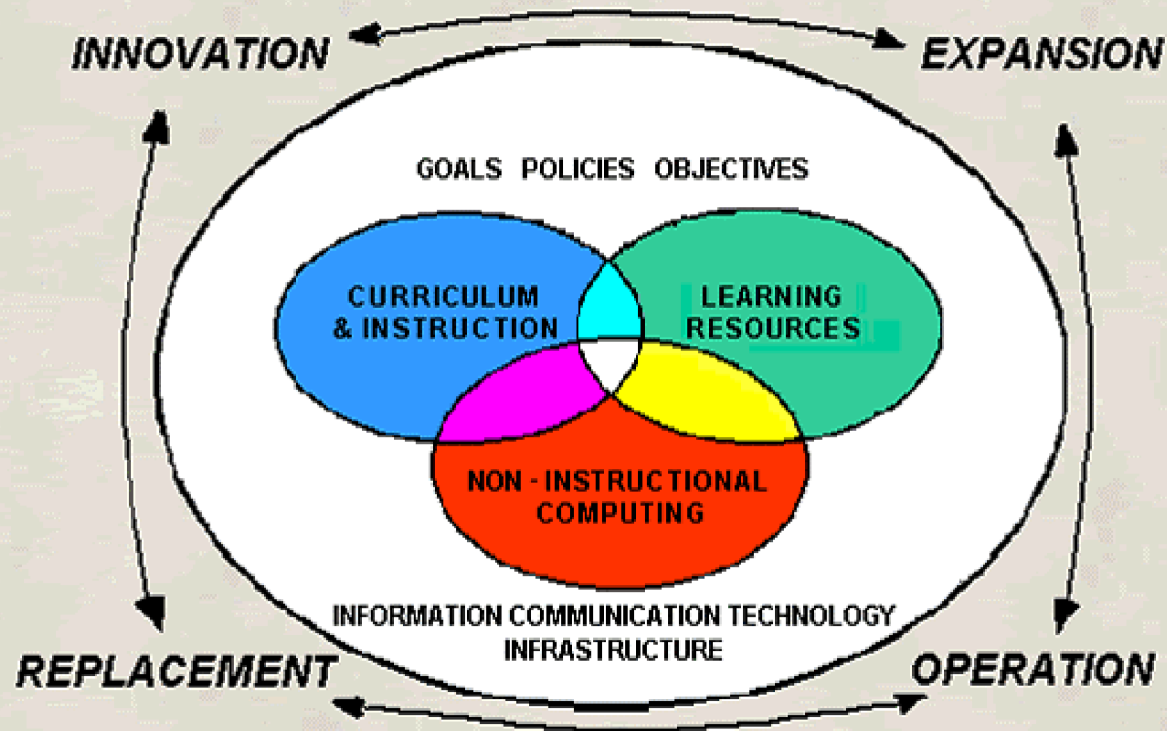 INNOVATION
EXPANSION
GOALS POLICIES OBJECTIVES
CURRICULUM
& INSTRUCTION
LEARNING
RESOURCES
NON - INSTRUCTIONAL
COMPUTING
INFORMATION COMMUNICATION TECHNOLOGY
INFRASTRUCTURE
REPLACEMENT
OPERATION